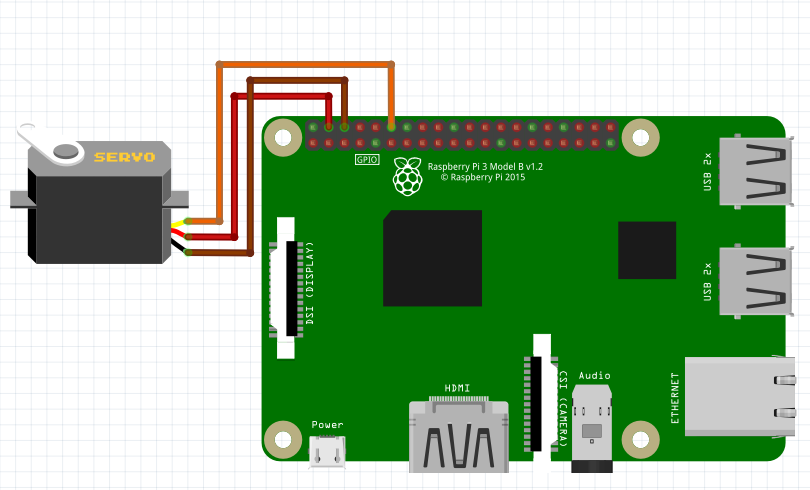 SERVO
GPIO
Raspberry Pi 3 Model B v1.2
© Raspberry Pi 2015
USB 2x
DSI (DISPLAY)
USB 2x
Power
HDMI
CSI (CAMERA)
Audio
ETHERNET